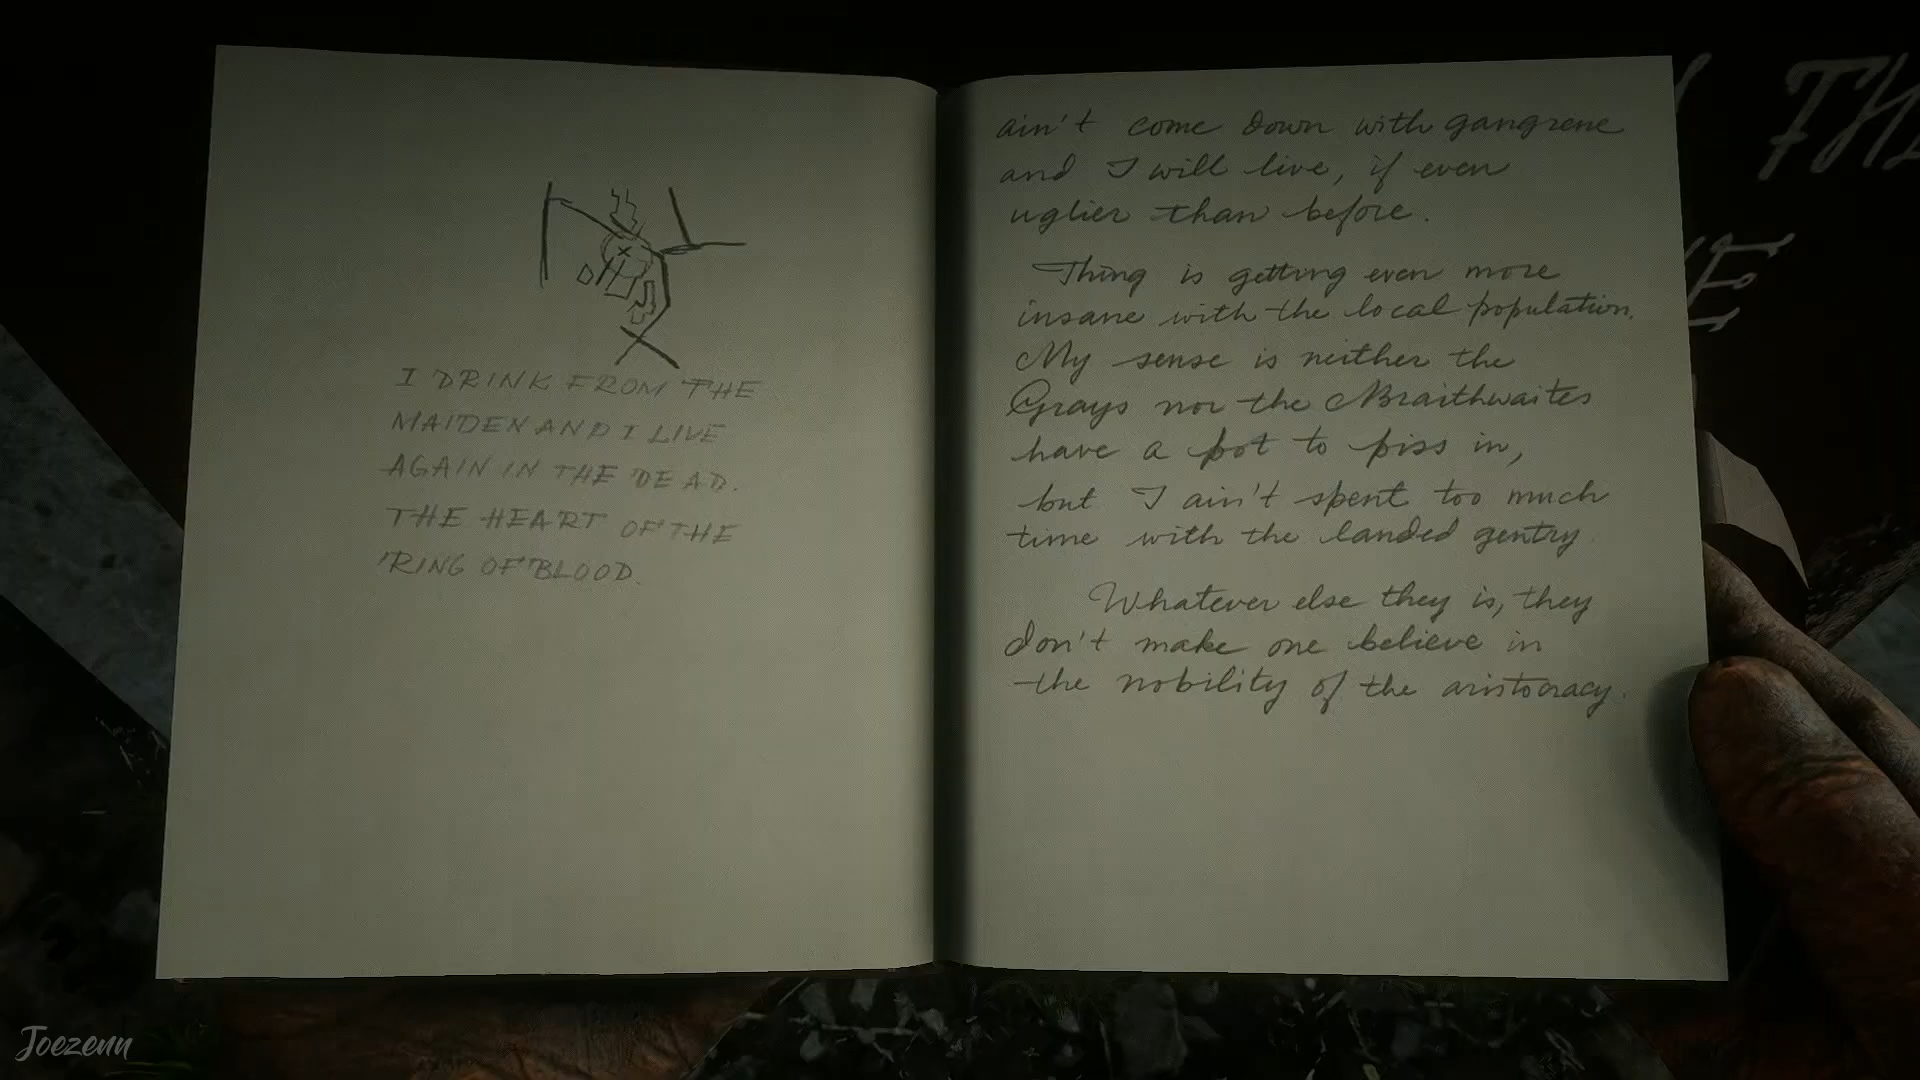 I DRINK FROM THE
MAIDEN AND I LIVE
AGAIN IN THE DEAD.
THE HEART OF THE
RING OF BLOOD.
ain't come down with gangrene
and I will live, if even
uglier than before.
Thing is getting even more
insane with the local population.
My sense is neither the
Grays nor the Braithwaites
have a pot to piss in,
but I ain't spent too much
time with the landed gentry.
Whatever else they is, they
don't make one believe in
the nobility of the aristocracy.
THE
Joezenn